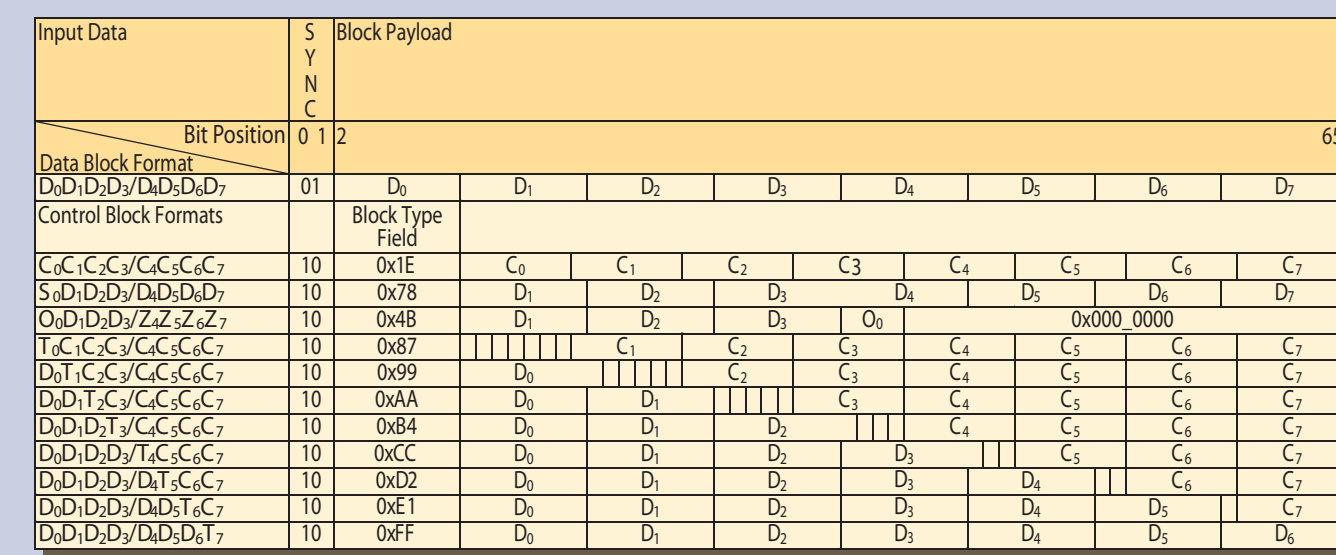 Input Data S Y N C Block Payload
Bit Position 0 1 2 65
Data Block Format
D₀D₁D₂D₃/D₄D₅D₆D₇ 01 D₀ D₁ D₂ D₃ D₄ D₅ D₆ D₇
Control Block Formats Block Type Field
C₀C₁C₂C₃/C₄C₅C₆C₇ 10 0x1E C₀ C₁ C₂ C3 C₄ C₅ C₆ C₇
S₀D₁D₂D₃/D₄D₅D₆D₇ 10 0x78 D₁ D₂ D₃ D₄ D₅ D₆ D₇
O₀D₁D₂D₃/Z₄Z₅Z₆Z₇ 10 0x4B D₁ D₂ D₃ O₀ 0x000_0000
T₀C₁C₂C₃/C₄C₅C₆C₇ 10 0x87 C₁ C₂ C₃ C₄ C₅ C₆ C₇
D₀T₁C₂C₃/C₄C₅C₆C₇ 10 0x99 D₀ C₂ C₃ C₄ C₅ C₆ C₇
D₀D₁T₂C₃/C₄C₅C₆C₇ 10 0xAA D₀ D₁ C₃ C₄ C₅ C₆ C₇
D₀D₁D₂T₃/C₄C₅C₆C₇ 10 0xB4 D₀ D₁ D₂ C₄ C₅ C₆ C₇
D₀D₁D₂D₃/T₄C₅C₆C₇ 10 0xCC D₀ D₁ D₂ D₃ C₅ C₆ C₇
D₀D₁D₂D₃/D₄T₅C₆C₇ 10 0xD2 D₀ D₁ D₂ D₃ D₄ C₆ C₇
D₀D₁D₂D₃/D₄D₅T₆C₇ 10 0xE1 D₀ D₁ D₂ D₃ D₄ D₅ C₇
D₀D₁D₂D₃/D₄D₅D₆T₇ 10 0xFF D₀ D₁ D₂ D₃ D₄ D₅ D₆